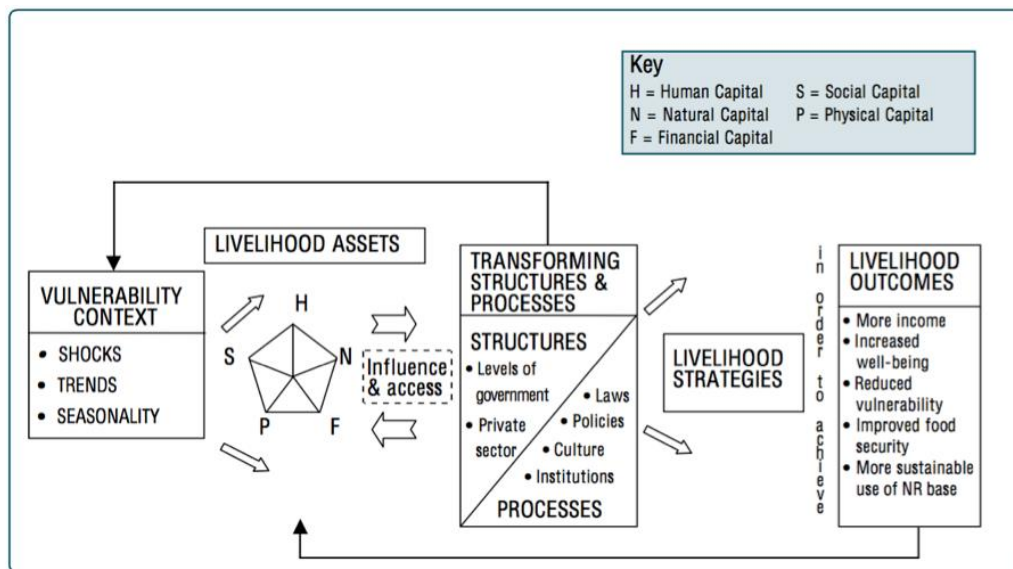 Key
H = Human Capital S = Social Capital
N = Natural Capital P = Physical Capital
F = Financial Capital
LIVELIHOOD ASSETS
VULNERABILITY
CONTEXT
• SHOCKS
• TRENDS
• SEASONALITY
H
S
N
P
F
Influence
& access
TRANSFORMING
STRUCTURES &
PROCESSES
STRUCTURES
• Levels of
government
• Private
sector
• Laws
• Policies
• Culture
• Institutions
PROCESSES
LIVELIHOOD
STRATEGIES
in order to achieve
LIVELIHOOD
OUTCOMES
• More income
• Increased
well-being
• Reduced
vulnerability
• Improved food
security
• More sustainable
use of NR base